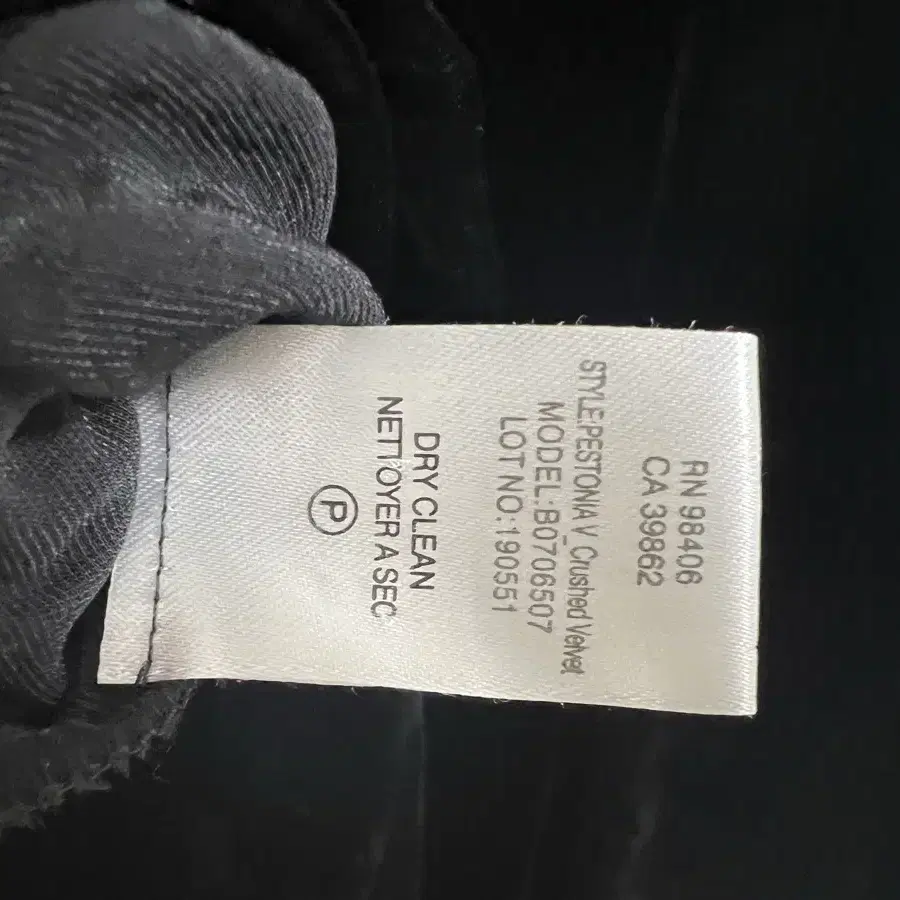 RN 98406
CA 39862
STYLE:PESTONIA V_Crushed Velvet
MODEL:B0706507
LOT NO:190551
DRY CLEAN
NETTOYER A SEC
P